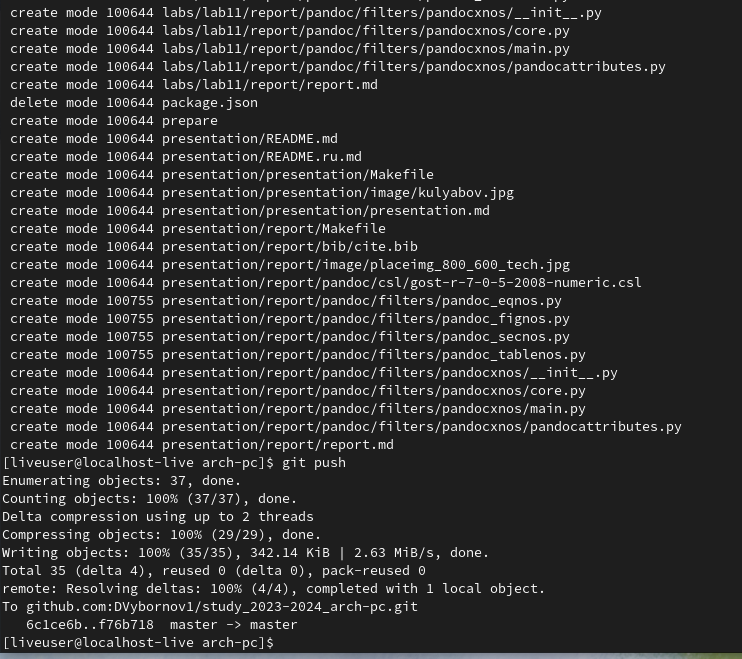 create mode 100644 labs/lab11/report/pandoc/filters/pandocxnos/__init__.py
create mode 100644 labs/lab11/report/pandoc/filters/pandocxnos/core.py
create mode 100644 labs/lab11/report/pandoc/filters/pandocxnos/main.py
create mode 100644 labs/lab11/report/pandoc/filters/pandocxnos/pandocattributes.py
create mode 100644 labs/lab11/report/report.md
delete mode 100644 package.json
create mode 100644 prepare
create mode 100644 presentation/README.md
create mode 100644 presentation/README.ru.md
create mode 100644 presentation/presentation/Makefile
create mode 100644 presentation/presentation/image/kulyabov.jpg
create mode 100644 presentation/presentation/presentation.md
create mode 100644 presentation/report/Makefile
create mode 100644 presentation/report/bib/cite.bib
create mode 100644 presentation/report/image/placeimg_800_600_tech.jpg
create mode 100644 presentation/report/pandoc/csl/gost-r-7-0-5-2008-numeric.csl
create mode 100755 presentation/report/pandoc/filters/pandoc_eqnos.py
create mode 100755 presentation/report/pandoc/filters/pandoc_fignos.py
create mode 100755 presentation/report/pandoc/filters/pandoc_secnos.py
create mode 100755 presentation/report/pandoc/filters/pandoc_tablenos.py
create mode 100644 presentation/report/pandoc/filters/pandocxnos/__init__.py
create mode 100644 presentation/report/pandoc/filters/pandocxnos/core.py
create mode 100644 presentation/report/pandoc/filters/pandocxnos/main.py
create mode 100644 presentation/report/pandoc/filters/pandocxnos/pandocattributes.py
create mode 100644 presentation/report/report.md
[liveuser@localhost-live arch-pc]$ git push
Enumerating objects: 37, done.
Counting objects: 100% (37/37), done.
Delta compression using up to 2 threads
Compressing objects: 100% (29/29), done.
Writing objects: 100% (35/35), 342.14 KiB | 2.63 MiB/s, done.
Total 35 (delta 4), reused 0 (delta 0), pack-reused 0
remote: Resolving deltas: 100% (4/4), completed with 1 local object.
To github.com:DVybornov1/study_2023-2024_arch-pc.git
6c1ce6b..f76b718  master -> master
[liveuser@localhost-live arch-pc]$